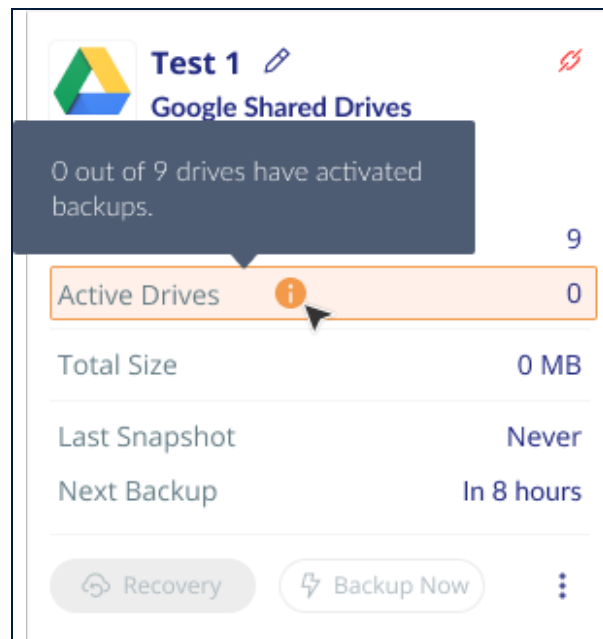 Test 1
Google Shared Drives
0 out of 9 drives have activated
backups.
9
Active Drives 0
Total Size 0 MB
Last Snapshot Never
Next Backup In 8 hours
Recovery Backup Now